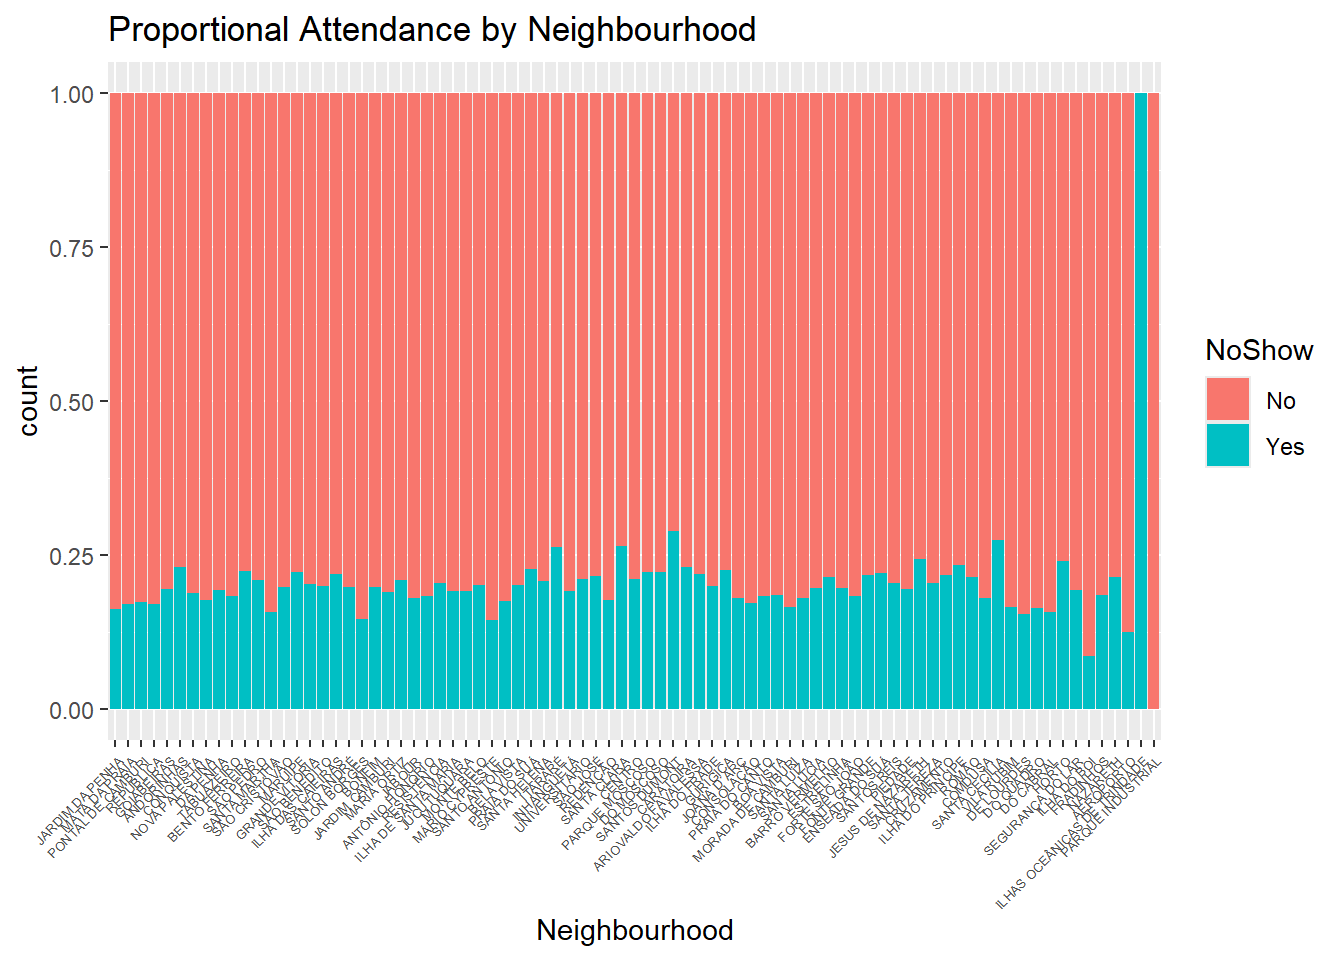 Proportional Attendance by Neighbourhood
1.00
0.75
0.50
0.25
0.00
count
NoShow
No
Yes
JARDIM DA PENHA
MATA DA PRAIA
PONTAL DE CAMBURI
REPÚBLICA
GOIABEIRAS
ANDORINHAS
CONQUISTA
NOVA PALESTINA
DA PENHA
TABUAZEIRO
BENTO FERREIRA
SÃO PEDRO
SANTA MARTHA
SÃO CRISTÓVÃO
MARUÍPE
GRANDE VITÓRIA
SÃO BENEDITO
ILHA DAS CAIEIRAS
SANTO ANDRÉ
SOLON BORGES
BONFIM
JARDIM CAMBURI
MARIA ORTIZ
JABOUR
ANTÔNIO HONÓRIO
RESISTÊNCIA
ILHA DE SANTA MARIA
JUCUTUQUARA
MONTE BELO
MÁRIO CYPRESTE
SANTO ANTÔNIO
BELA VISTA
PRAIA DO SUÁ
SANTA HELENA
ITARARÉ
INHANGUETÁ
UNIVERSITÁRIO
SÃO JOSÉ
REDENÇÃO
SANTA CLARA
CENTRO
PARQUE MOSCOSO
DO MOSCOSO
SANTOS DUMONT
CARATOÍRA
ARIOVALDO FAVALESSA
ILHA DO FRADE
GURIGICA
JOANA D´ARC
CONSOLAÇÃO
PRAIA DO CANTO
BOA VISTA
MORADA DE CAMBURI
SANTA LUÍZA
SANTA LÚCIA
BARRO VERMELHO
ESTRELINHA
FORTE SÃO JOÃO
FONTE GRANDE
ENSEADA DO SUÁ
SANTOS REIS
PIEDADE
JESUS DE NAZARETH
SANTA TEREZA
CRUZAMENTO
ILHA DO PRÍNCIPE
ROMÃO
COMDUSA
SANTA CECÍLIA
VILA RUBIM
DE LOURDES
DO QUADRO
DO CABRAL
HORTO
SEGURANÇA DO LAR
ILHA DO BOI
FRADINHOS
NAZARETH
AEROPORTO
ILHAS OCEÂNICAS DE TRINDADE
PARQUE INDUSTRIAL
Neighbourhood